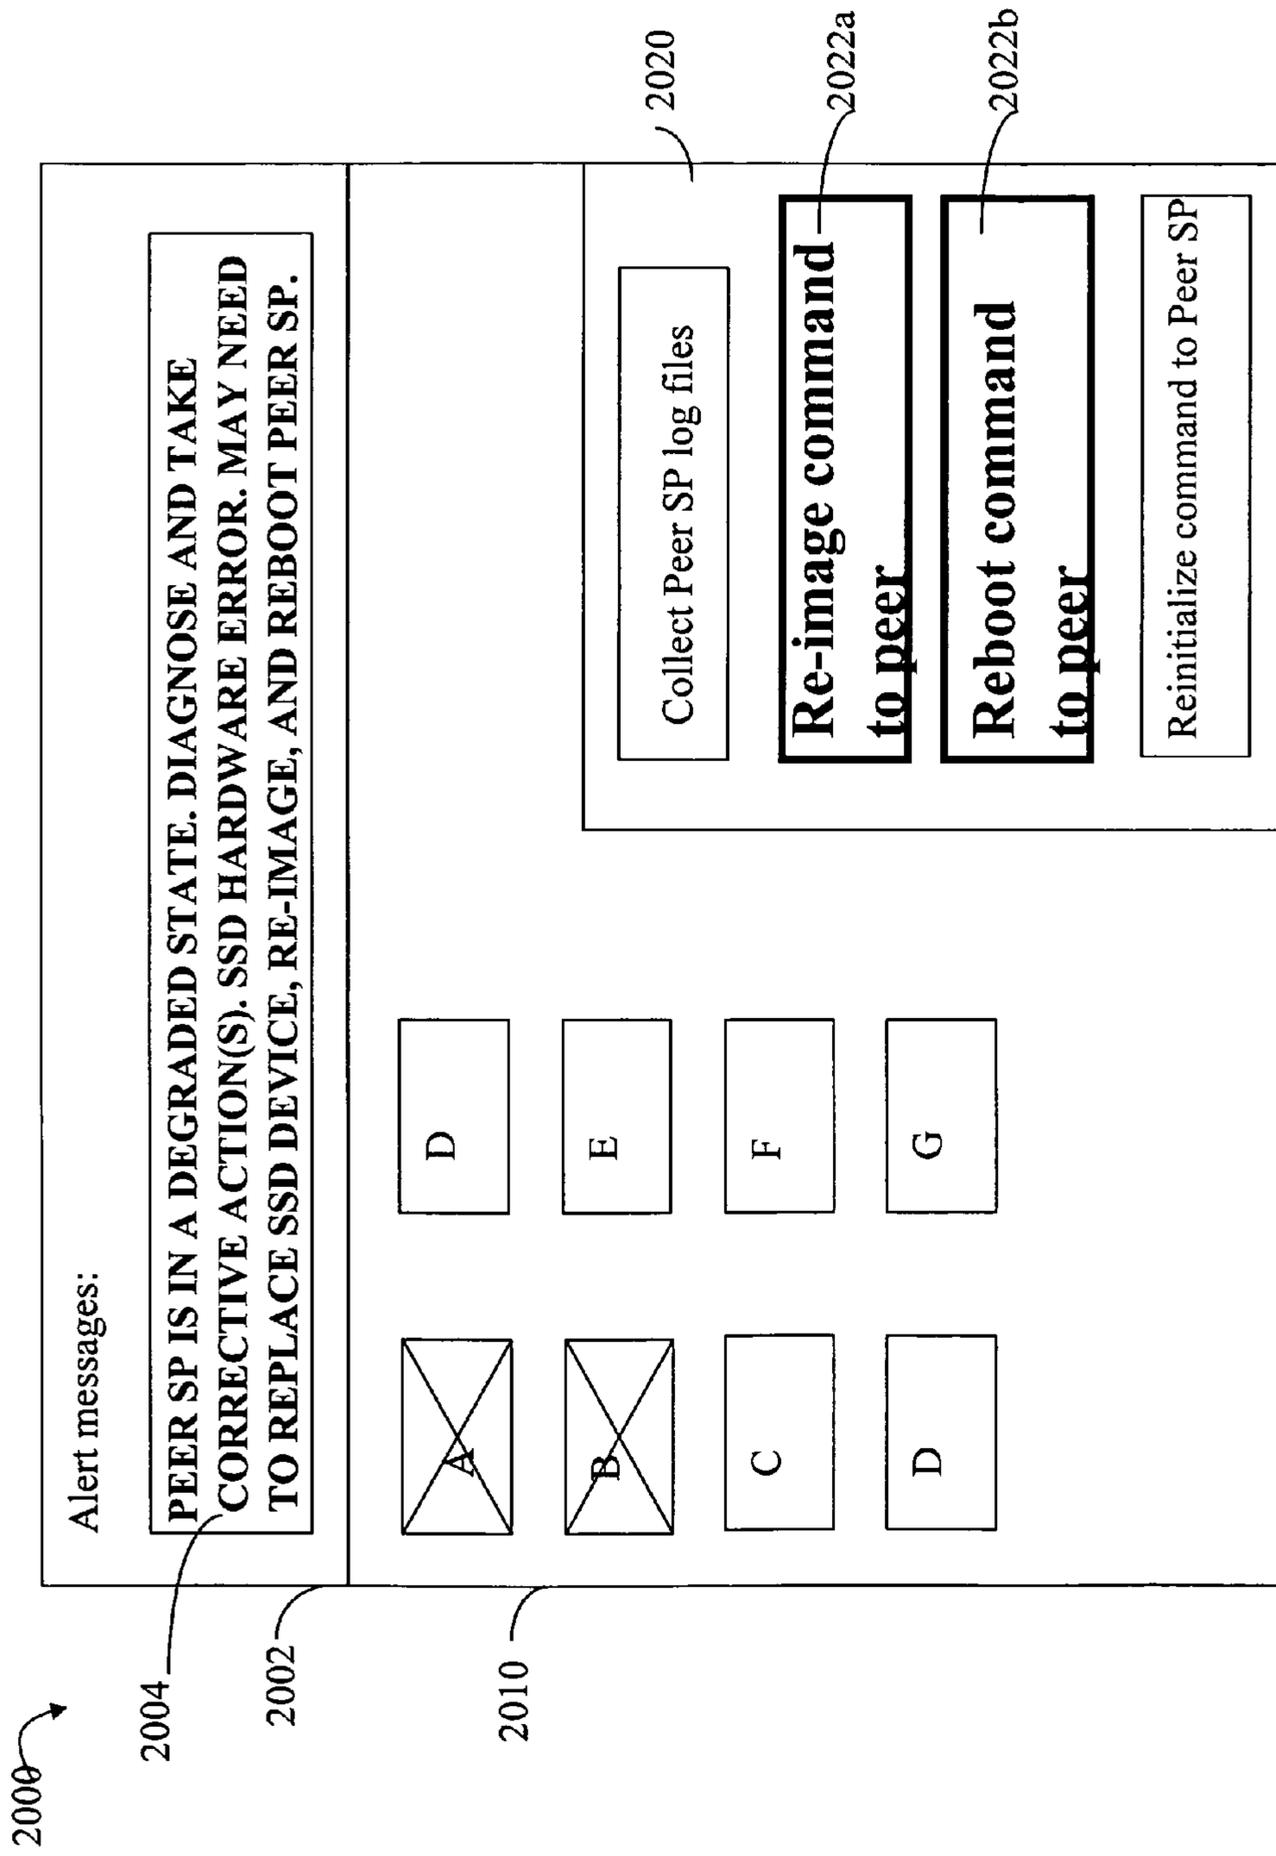 2000
Alert messages:
2004
PEER SP IS IN A DEGRADED STATE. DIAGNOSE AND TAKE
CORRECTIVE ACTION(S). SSD HARDWARE ERROR. MAY NEED
TO REPLACE SSD DEVICE, RE-IMAGE, AND REBOOT PEER SP.
2002
2010
A
D
B
E
C
F
D
G
2020
Collect Peer SP log files
Re-image command
to peer
2022a
Reboot command
to peer
2022b
Reinitialize command to Peer SP